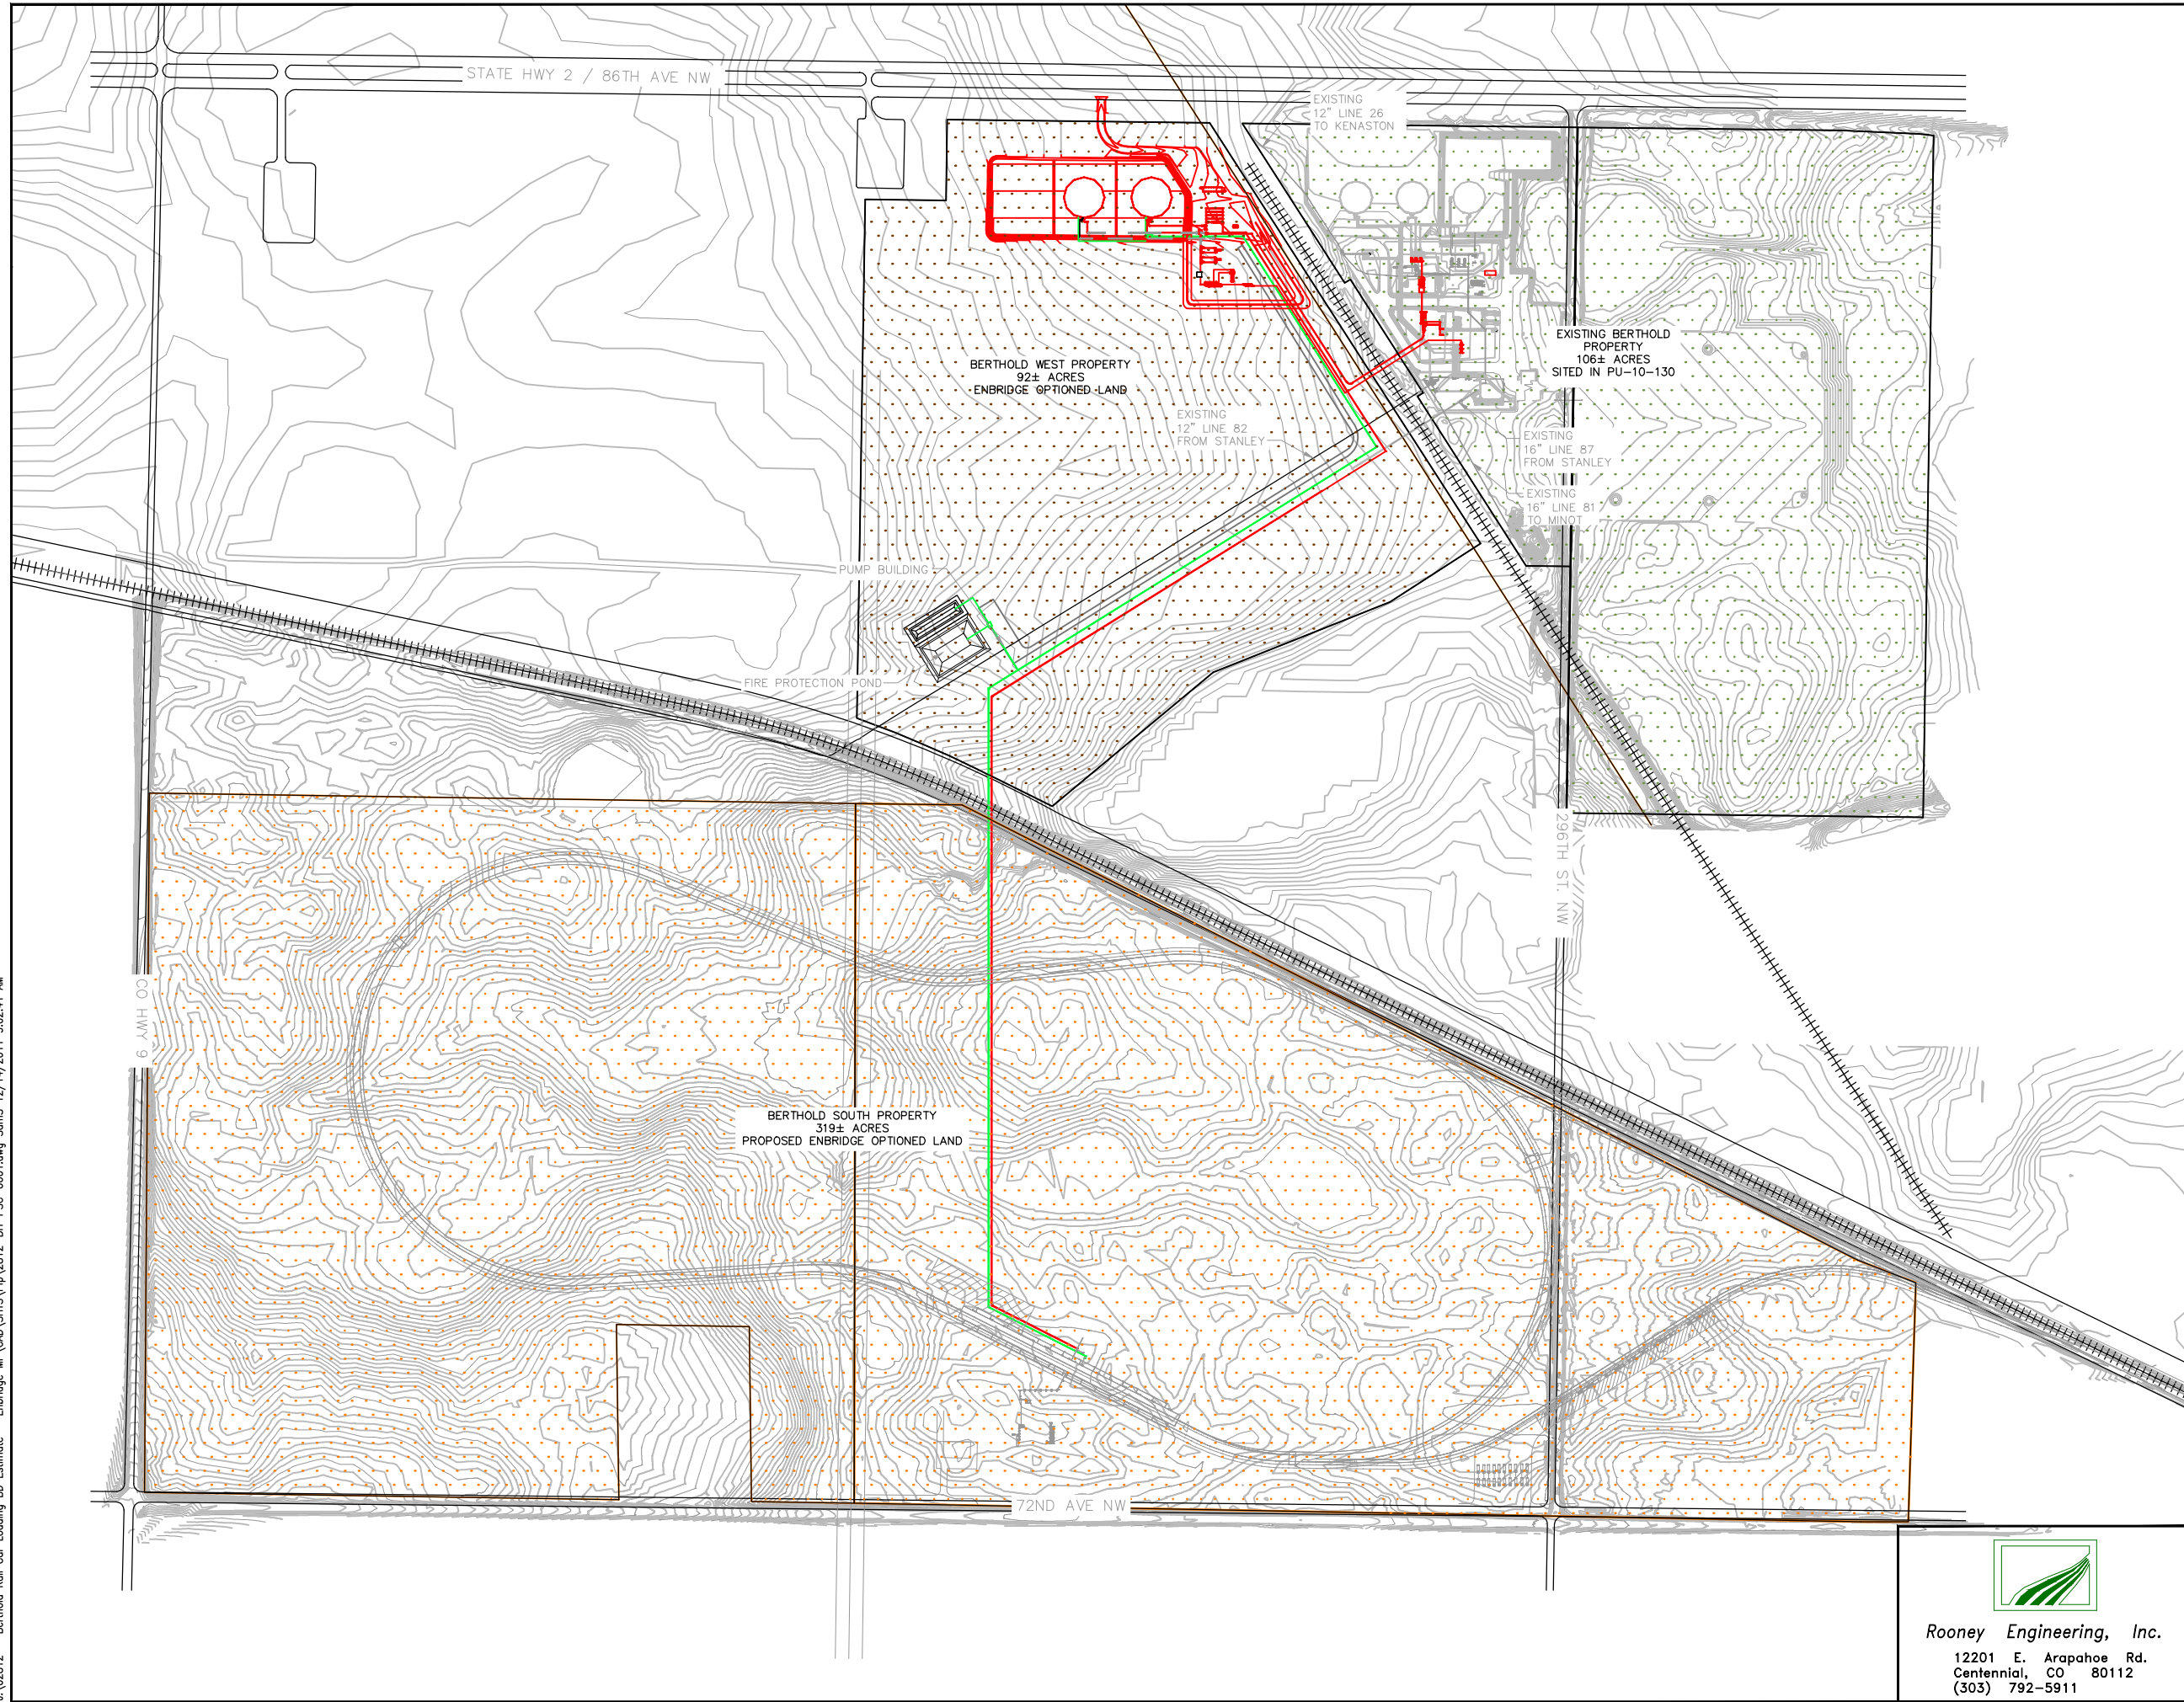 STATE HWY 2 / 86TH AVE NW
EXISTING
12" LINE 26
TO KENASTON
EXISTING BERTHOLD
PROPERTY
106± ACRES
SITED IN PU-10-130
BERTHOLD WEST PROPERTY
92± ACRES
ENBRIDGE OPTIONED LAND
EXISTING
12" LINE 82
FROM STANLEY
EXISTING
16" LINE 87
FROM STANLEY
EXISTING
16" LINE 81
TO MINOT
PUMP BUILDING
FIRE PROTECTION POND
296TH ST. NW
CO HWY 9
BERTHOLD SOUTH PROPERTY
319± ACRES
PROPOSED ENBRIDGE OPTIONED LAND
72ND AVE NW
Rooney Engineering, Inc.
12201 E. Arapahoe Rd.
Centennial, CO 80112
(303) 792-5911